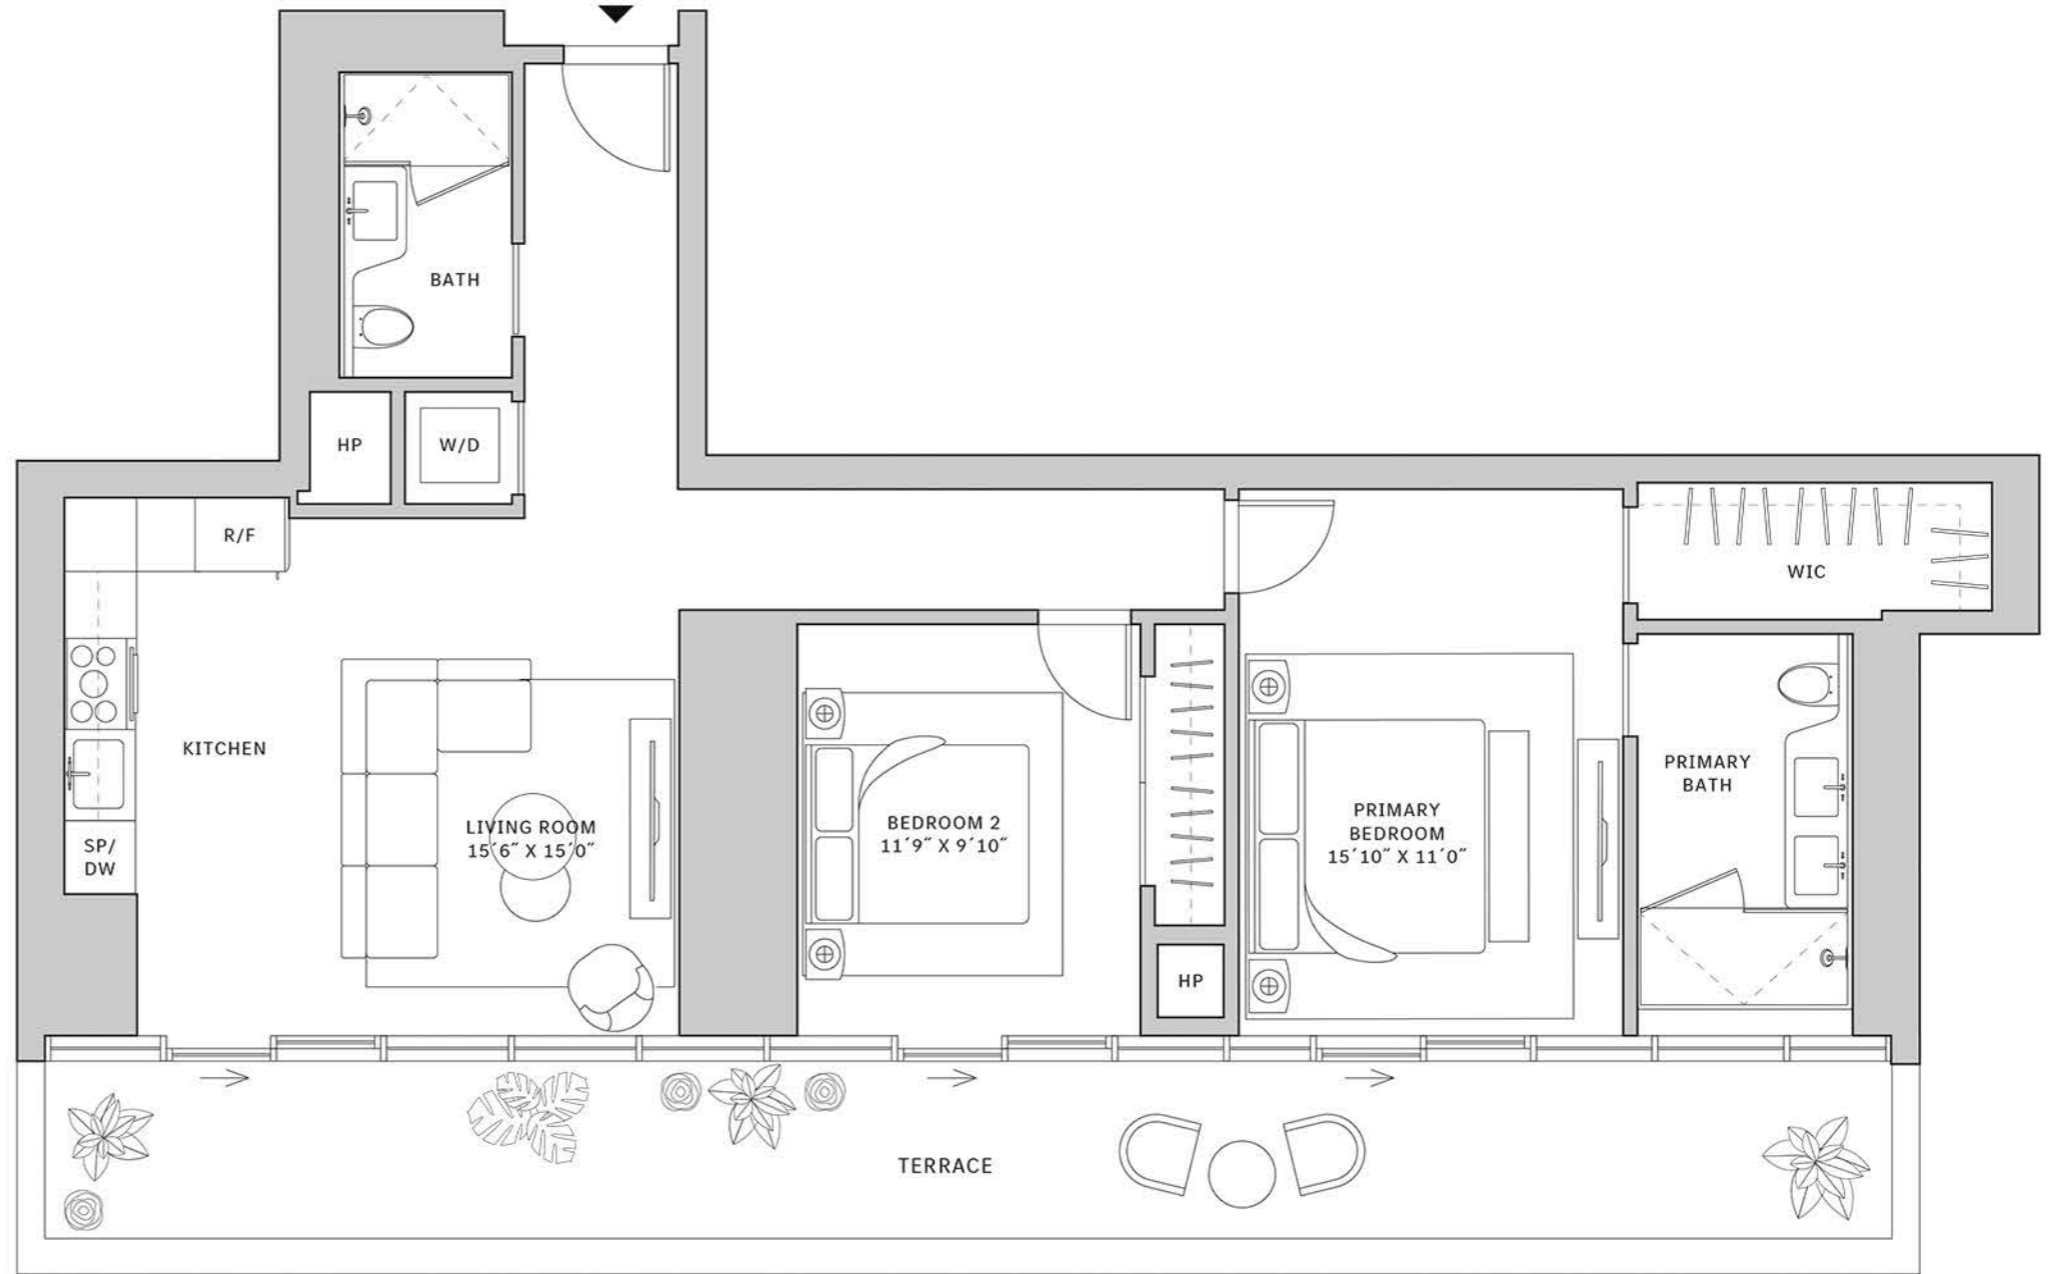 BATH
HP
W/D
R/F
WIC
KITCHEN
SP/
DW
LIVING ROOM
15´6˝ X 15´0˝
BEDROOM 2
11´9˝ X 9´10˝
HP
PRIMARY
BEDROOM
15´10˝ X 11´0˝
PRIMARY
BATH
TERRACE